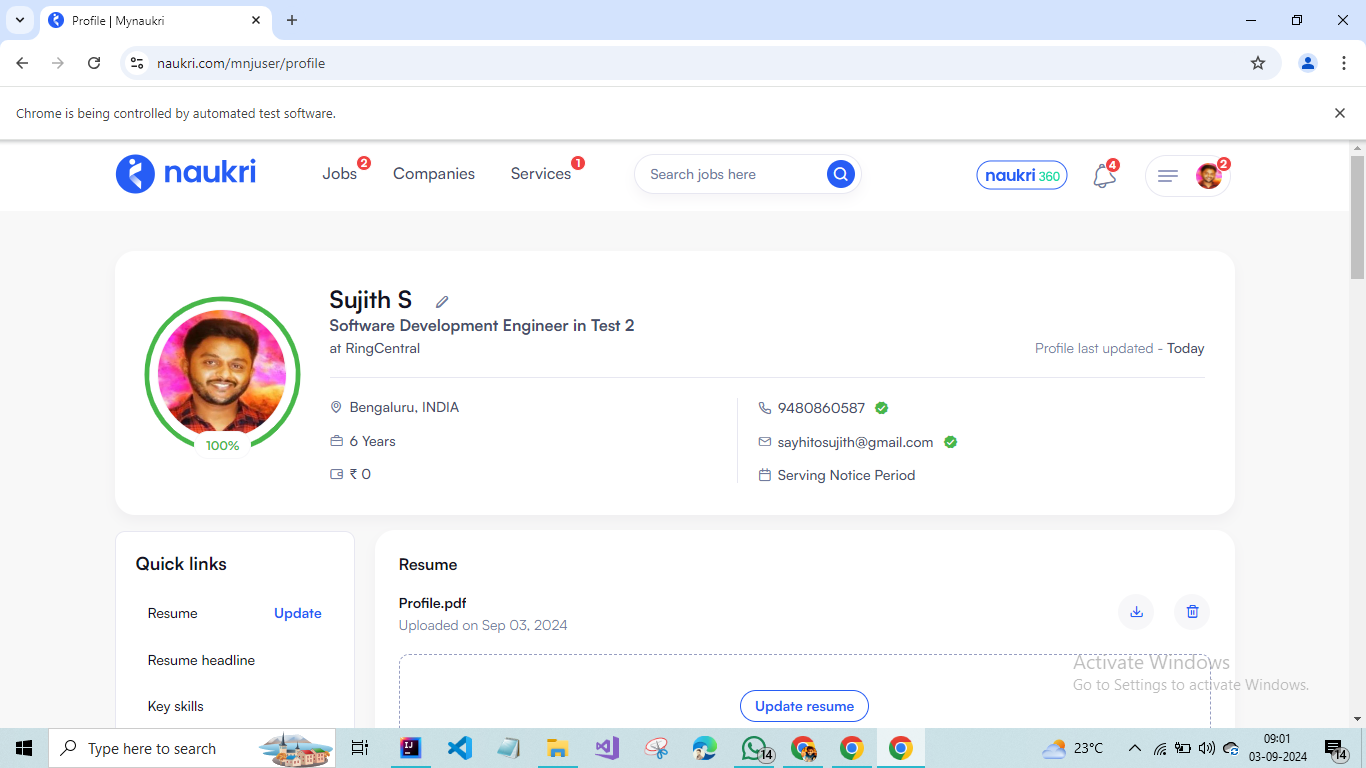 Profile | Mynaukri
naukri.com/mnjuser/profile
Chrome is being controlled by automated test software.
naukri
Jobs 2
Companies
Services 1
Search jobs here
naukri 360
4
2
Sujith S
Software Development Engineer in Test 2
at RingCentral
Profile last updated - Today
100%
Bengaluru, INDIA
6 Years
₹ 0
9480860587
sayhitosujith@gmail.com
Serving Notice Period
Quick links
Resume Update
Resume headline
Key skills
Resume
Profile.pdf
Uploaded on Sep 03, 2024
Update resume
Activate Windows
Go to Settings to activate Windows.
Type here to search
14
23°C
09:01
03-09-2024
14